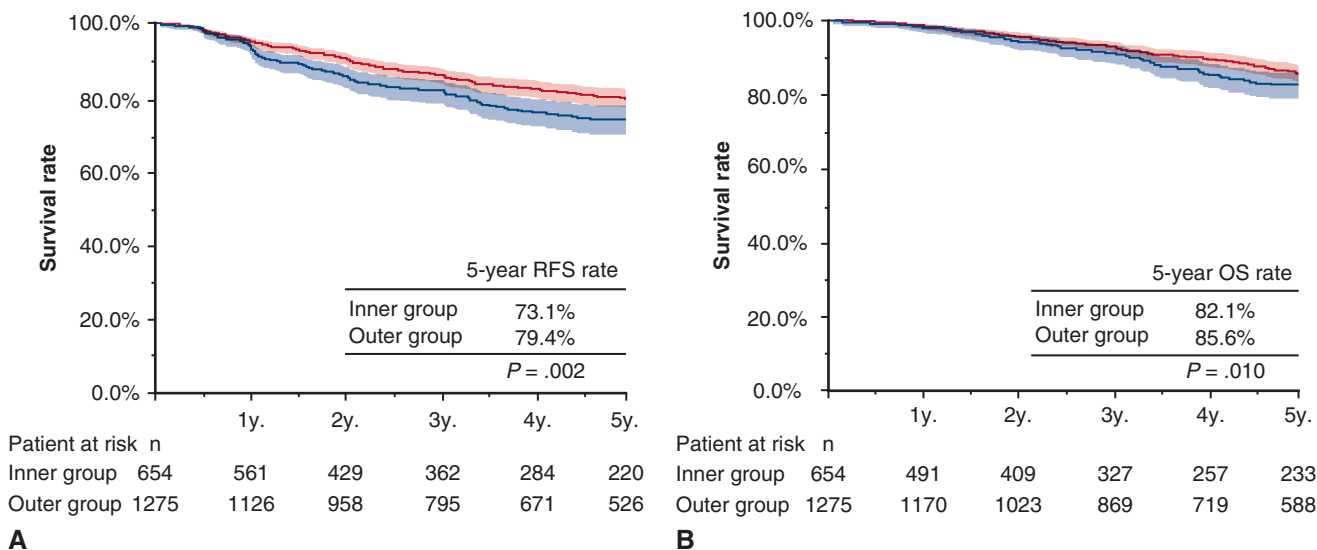 100.0%
80.0%
60.0%
40.0%
20.0%
0.0%
Survival rate
5-year RFS rate
Inner group 73.1%
Outer group 79.4%
P = .002
1y. 2y. 3y. 4y. 5y.
Patient at risk n
Inner group 654 561 429 362 284 220
Outer group 1275 1126 958 795 671 526
A
100.0%
80.0%
60.0%
40.0%
20.0%
0.0%
Survival rate
5-year OS rate
Inner group 82.1%
Outer group 85.6%
P = .010
1y. 2y. 3y. 4y. 5y.
Patient at risk n
Inner group 654 491 409 327 257 233
Outer group 1275 1170 1023 869 719 588
B